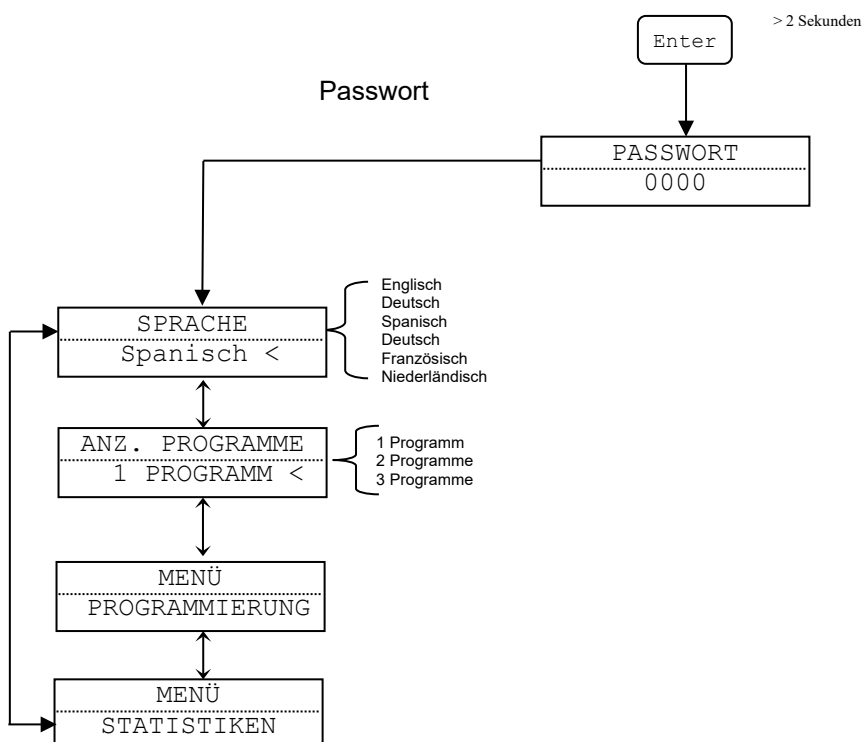 > 2 Sekunden
Enter
Passwort
PASSWORT
0000
SPRACHE
Spanisch <
Englisch
Deutsch
Spanisch
Deutsch
Französisch
Niederländisch
ANZ. PROGRAMME
1 PROGRAMM <
1 Programm
2 Programme
3 Programme
MENÜ
PROGRAMMIERUNG
MENÜ
STATISTIKEN